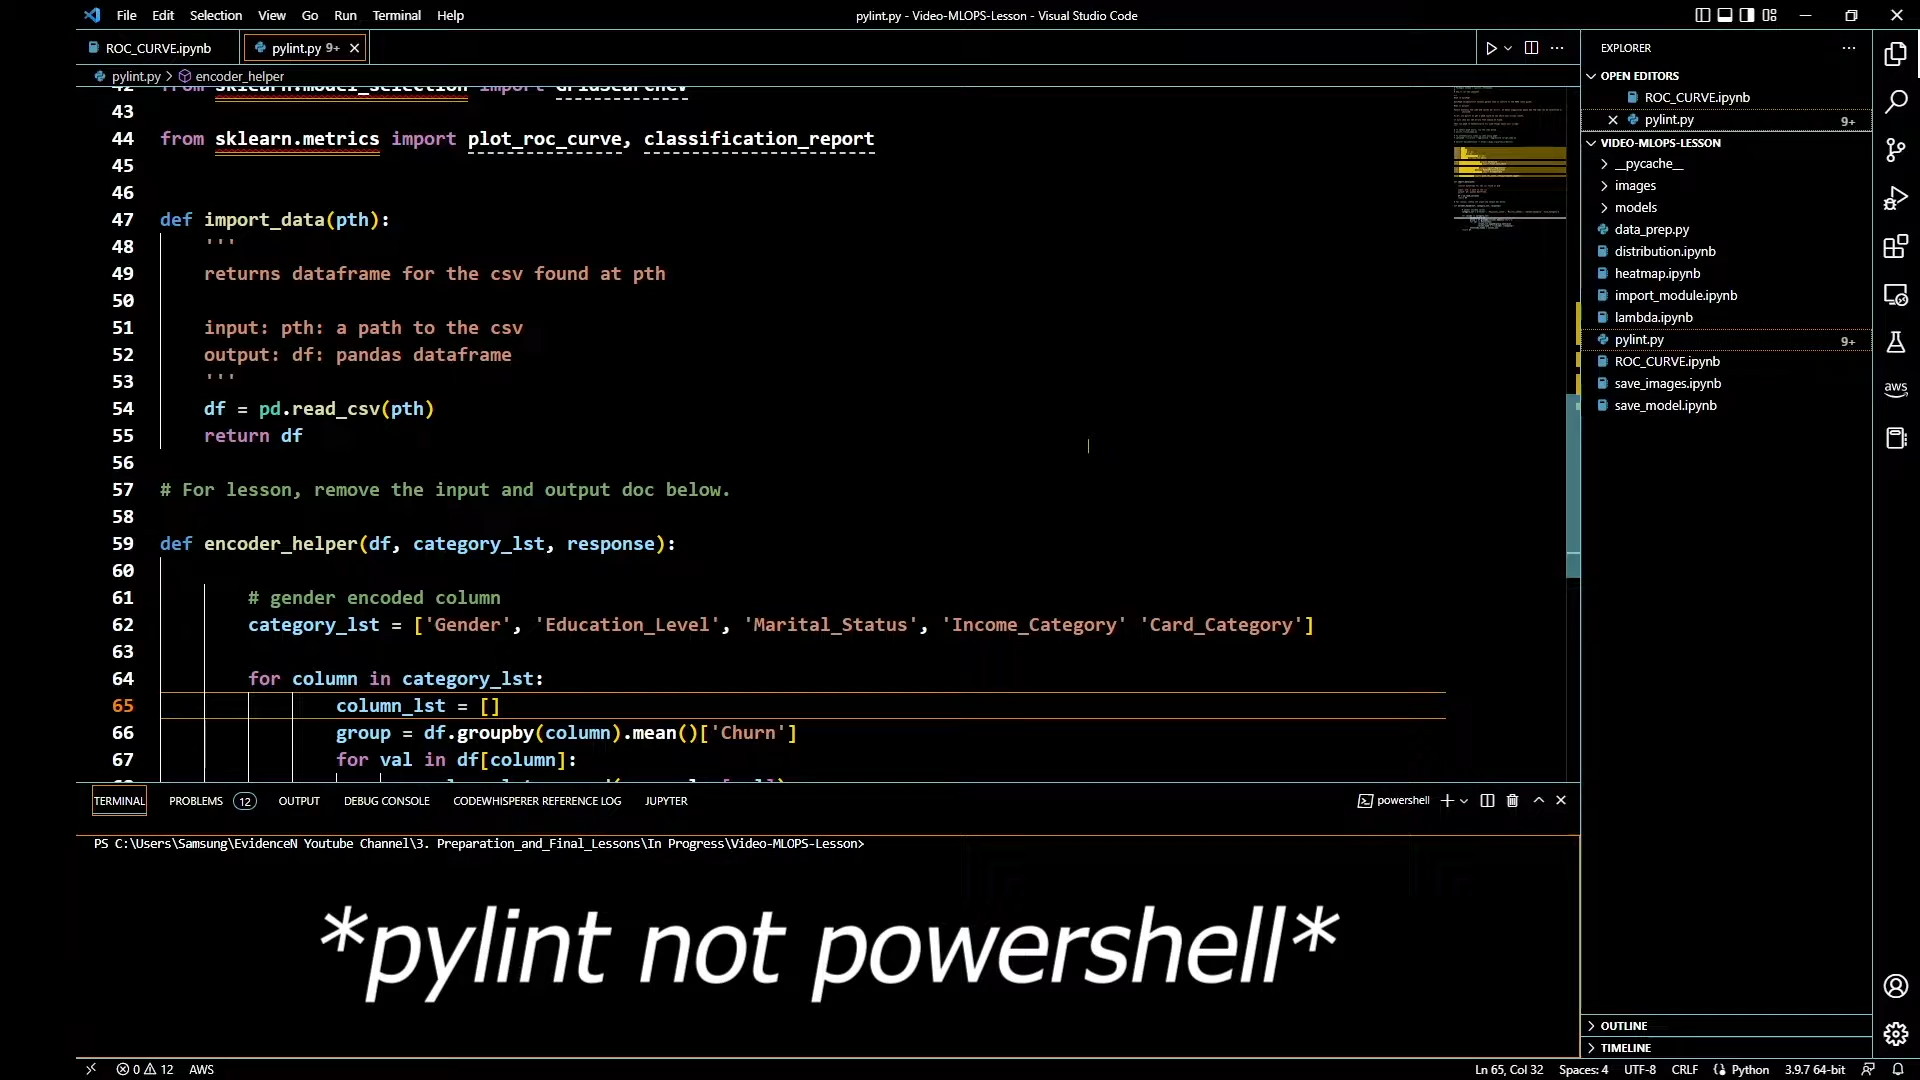 File Edit Selection View Go Run Terminal Help
pylint.py - Video-MLOPS-Lesson - Visual Studio Code
ROC_CURVE.ipynb
pylint.py 9+
pylint.py > encoder_helper
42 from sklearn.model_selection import GridSearchCV
43
44 from sklearn.metrics import plot_roc_curve, classification_report
45
46
47 def import_data(pth):
48 '''
49 returns dataframe for the csv found at pth
50
51 input: pth: a path to the csv
52 output: df: pandas dataframe
53 '''
54 df = pd.read_csv(pth)
55 return df
56
57 # For lesson, remove the input and output doc below.
58
59 def encoder_helper(df, category_lst, response):
60
61 # gender encoded column
62 category_lst = ['Gender', 'Education_Level', 'Marital_Status', 'Income_Category' 'Card_Category']
63
64 for column in category_lst:
65 column_lst = []
66 group = df.groupby(column).mean()['Churn']
67 for val in df[column]:
TERMINAL PROBLEMS 12 OUTPUT DEBUG CONSOLE CODEWHISPERER REFERENCE LOG JUPYTER
powershell
PS C:\Users\Samsung\EvidenceN Youtube Channel\3. Preparation_and_Final_Lessons\In Progress\Video-MLOPS-Lesson>
*pylint not powershell*
EXPLORER
OPEN EDITORS
ROC_CURVE.ipynb
pylint.py 9+
VIDEO-MLOPS-LESSON
__pycache__
images
models
data_prep.py
distribution.ipynb
heatmap.ipynb
import_module.ipynb
lambda.ipynb
pylint.py 9+
ROC_CURVE.ipynb
save_images.ipynb
save_model.ipynb
OUTLINE
TIMELINE
aws
0 12 AWS
Ln 65, Col 32 Spaces: 4 UTF-8 CRLF Python 3.9.7 64-bit